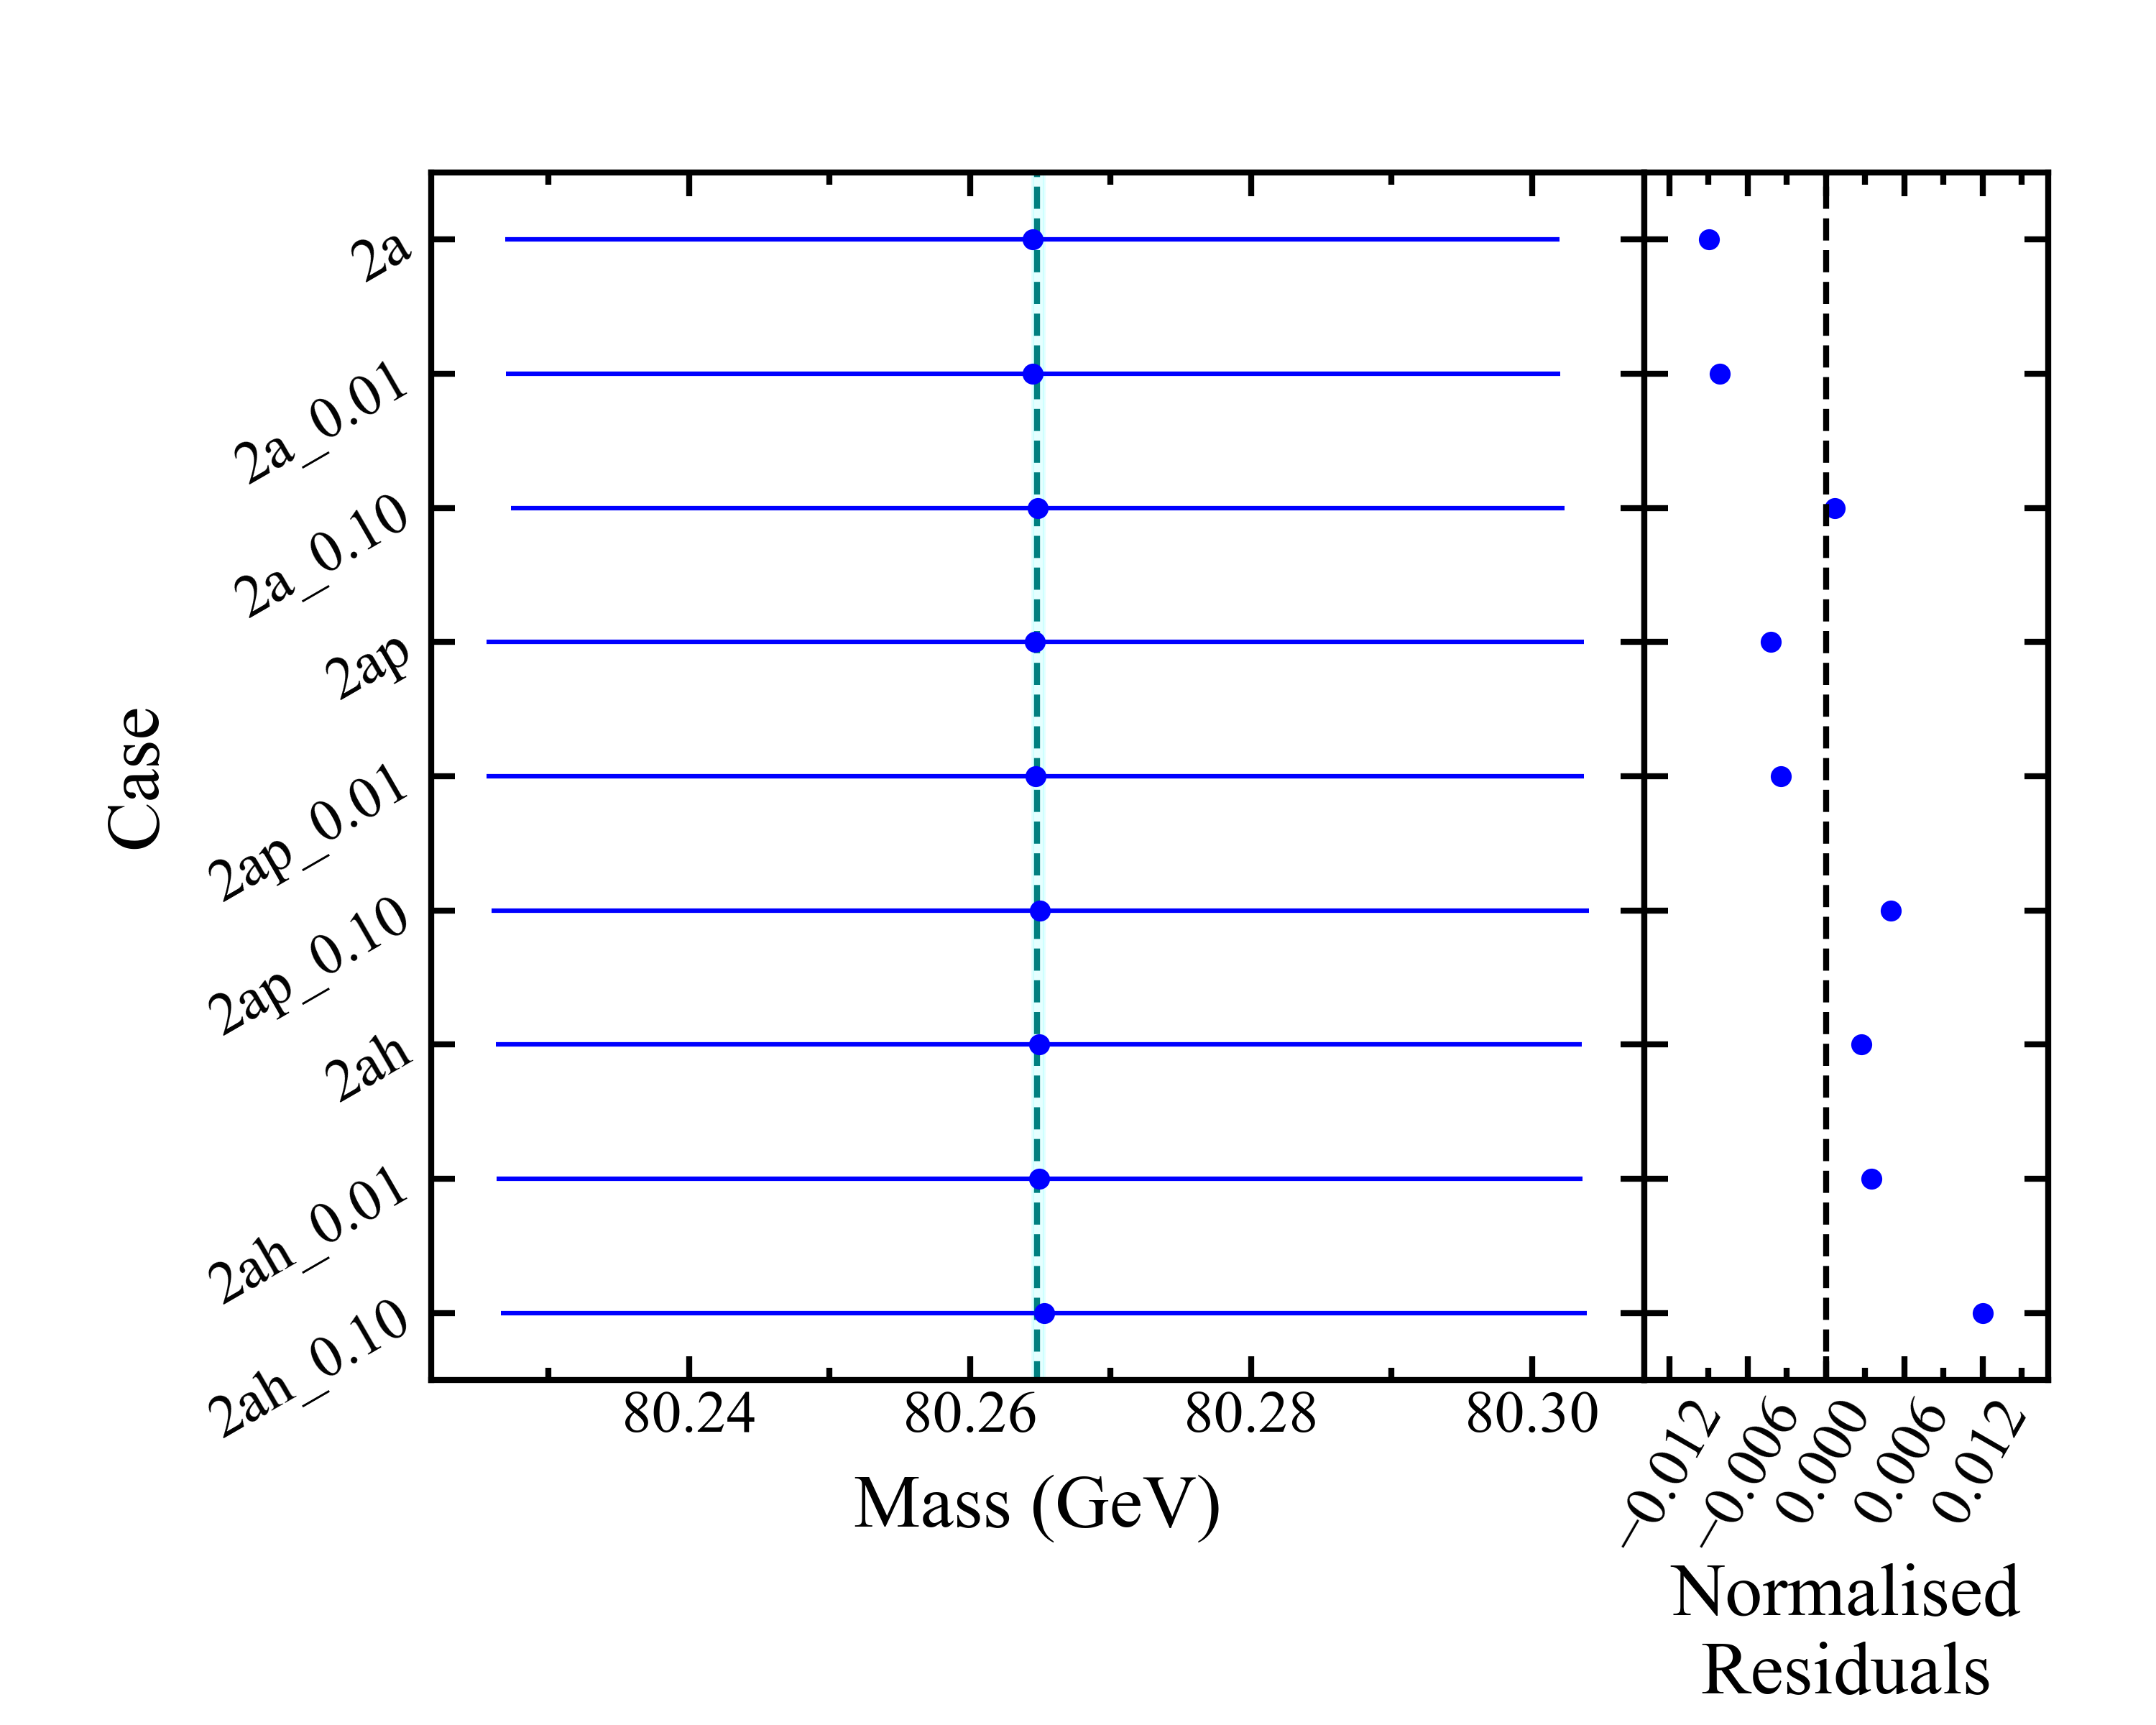 2a
2a_0.01
2a_0.10
2ap
2ap_0.01
2ap_0.10
2ah
2ah_0.01
2ah_0.10
Case
80.24 80.26 80.28 80.30
Mass (GeV)
−0.012 −0.006 0.000 0.006 0.012
Normalised
Residuals